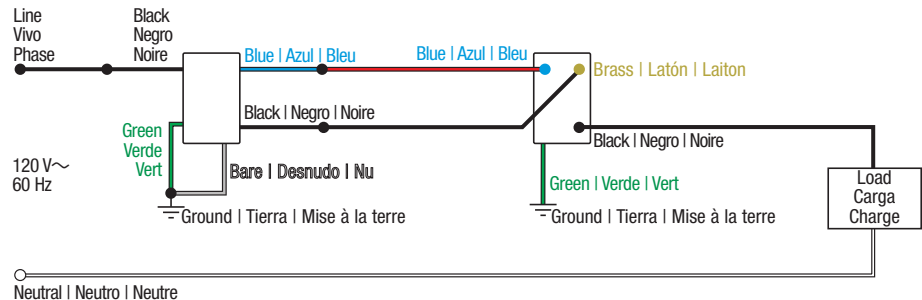 Line
Vivo
Phase
Black
Negro
Noire
Blue | Azul | Bleu
Blue | Azul | Bleu
Brass | Latón | Laiton
Black | Negro | Noire
Green
Verde
Vert
Black | Negro | Noire
120 V~
60 Hz
Bare | Desnudo | Nu
Green | Verde | Vert
Load
Carga
Charge
Ground | Tierra | Mise à la terre
Ground | Tierra | Mise à la terre
Neutral | Neutro | Neutre